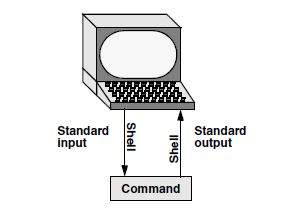 Standard
input
Shell
Shell
Standard
output
Command